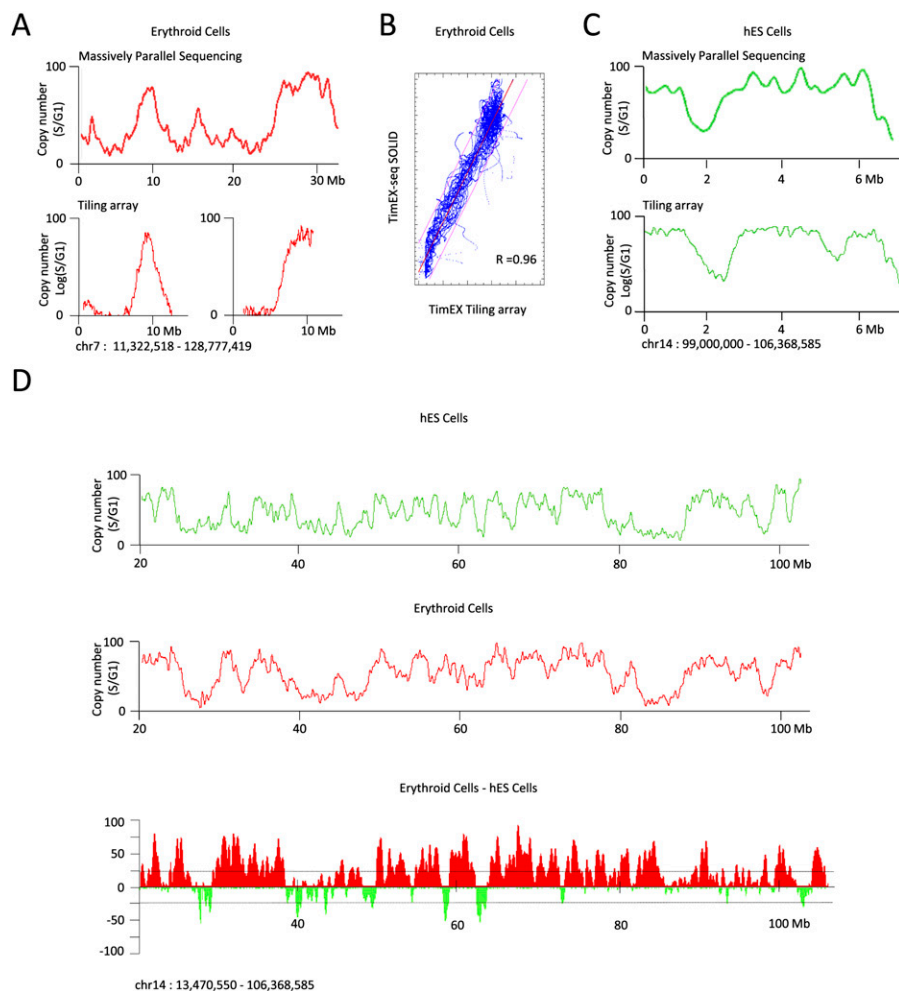 A
Erythroid Cells
Massively Parallel Sequencing
100
Copy number
(S/G1)
0
0 10 20 30 Mb
Tiling array
100
Copy number
Log(S/G1)
0
100
0
10 Mb 10 Mb
chr7 : 11,322,518 - 128,777,419
B
Erythroid Cells
TimEX-seq SOLID
R =0.96
TimEX Tiling array
C
hES Cells
Massively Parallel Sequencing
100
Copy number
(S/G1)
0
0 2 4 6 Mb
Tiling array
100
Copy number
Log(S/G1)
0
0 2 4 6 Mb
chr14 : 99,000,000 - 106,368,585
D
hES Cells
100
Copy number
(S/G1)
0
20 40 60 80 100 Mb
Erythroid Cells
100
Copy number
(S/G1)
0
20 40 60 80 100 Mb
Erythroid Cells - hES Cells
100
50
0
-50
-100
40 60 80 100 Mb
chr14 : 13,470,550 - 106,368,585